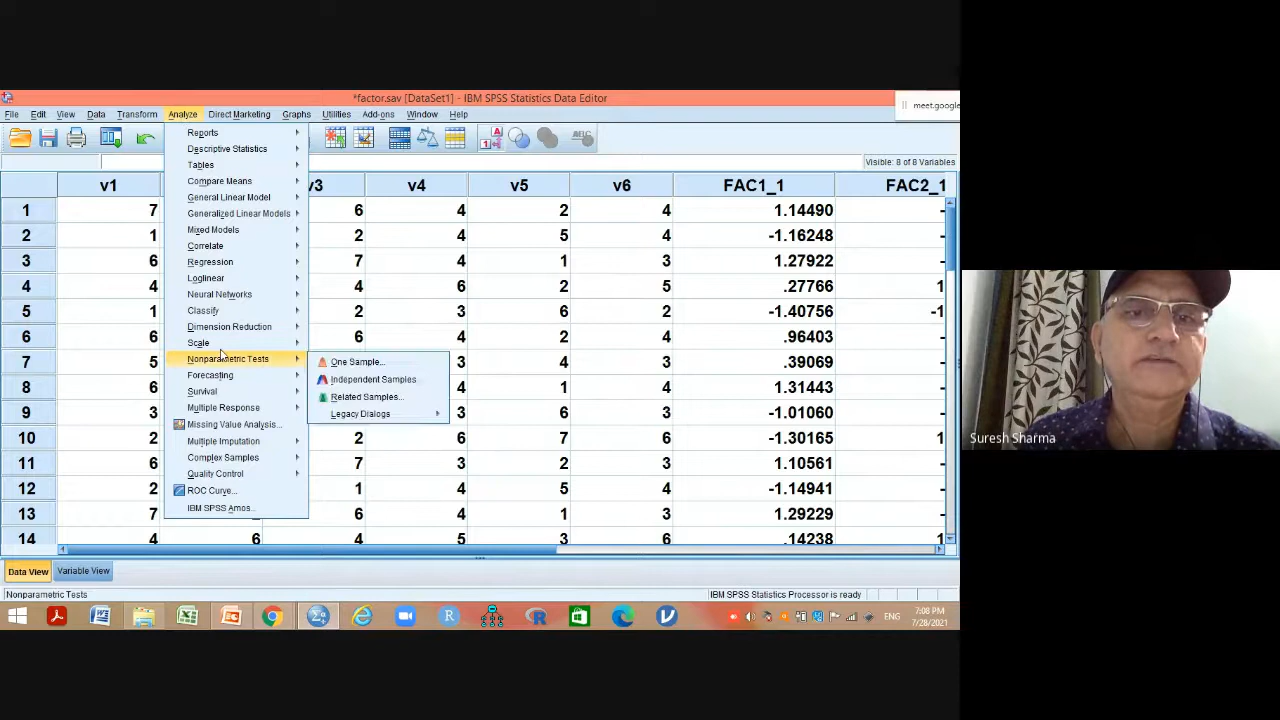 *factor.sav [DataSet1] - IBM SPSS Statistics Data Editor
meet.google
File Edit View Data Transform Analyze Direct Marketing Graphs Utilities Add-ons Window Help
Visible: 8 of 8 Variables
v1 v3 v4 v5 v6 FAC1_1 FAC2_1
1 7 6 4 2 4 1.14490 -
2 1 2 4 5 4 -1.16248 -
3 6 7 4 1 3 1.27922 -
4 4 4 6 2 5 .27766 1
5 1 2 3 6 2 -1.40756 -1
6 6 6 4 2 4 .96403 -
7 5 3 4 3 .39069 -
8 6 4 1 4 1.31443 -
9 3 3 6 3 -1.01060 -
10 2 2 6 7 6 -1.30165 1
11 6 7 3 2 3 1.10561 -
12 2 1 4 5 4 -1.14941 -
13 7 6 4 1 3 1.29229 -
14 4 6 4 5 3 6 .14238 1
Reports
Descriptive Statistics
Tables
Compare Means
General Linear Model
Generalized Linear Models
Mixed Models
Correlate
Regression
Loglinear
Neural Networks
Classify
Dimension Reduction
Scale
Nonparametric Tests
Forecasting
Survival
Multiple Response
Missing Value Analysis...
Multiple Imputation
Complex Samples
Quality Control
ROC Curve...
IBM SPSS Amos...
One Sample...
Independent Samples
Related Samples...
Legacy Dialogs
Suresh Sharma
Data View Variable View
Nonparametric Tests
IBM SPSS Statistics Processor is ready
ENG
7:08 PM
7/28/2021